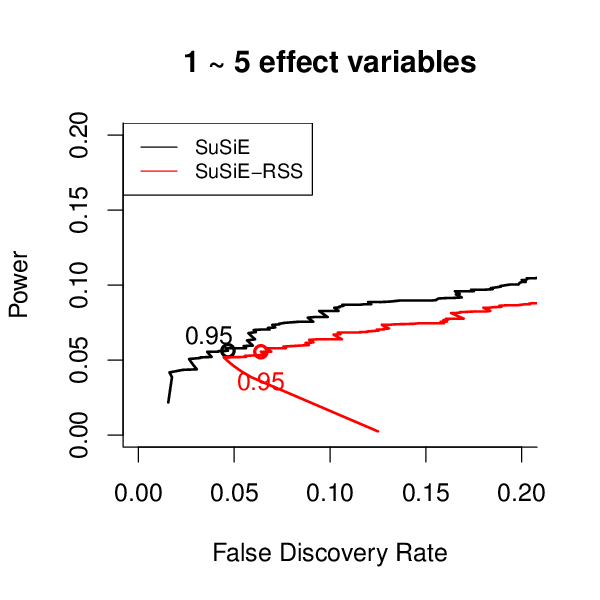 1 ~ 5 effect variables
SuSiE
SuSiE−RSS
Power
0.20
0.15
0.10
0.05
0.00
0.95
0.95
0.00 0.05 0.10 0.15 0.20
False Discovery Rate